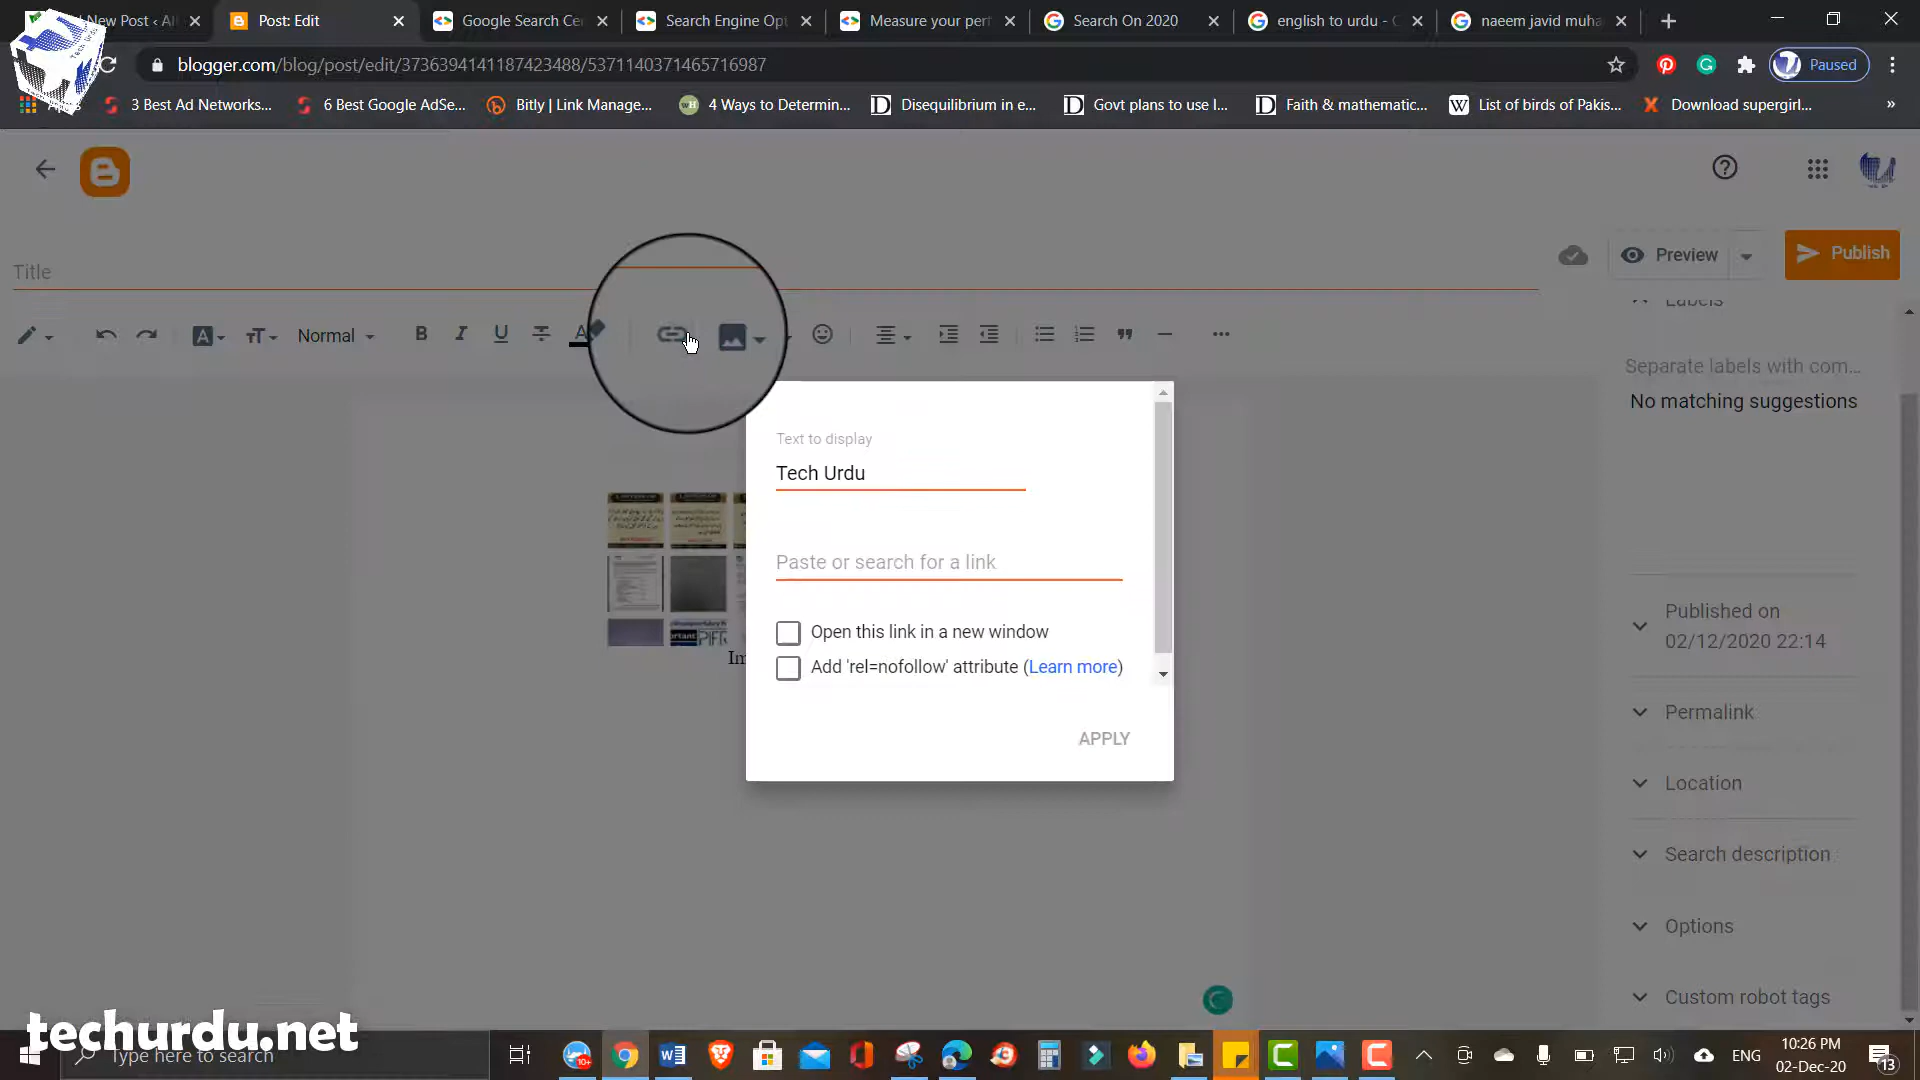 New Post ‹ Al
Post: Edit
Google Search Cen
Search Engine Opt
Measure your perf
Search On 2020
english to urdu - G
naeem javid muha
Tech Urdu
blogger.com/blog/post/edit/3736394141187423488/5371140371465716987
Paused
3 Best Ad Networks...
6 Best Google AdSe...
Bitly | Link Manage...
4 Ways to Determin...
Disequilibrium in e...
Govt plans to use I...
Faith & mathematic...
List of birds of Pakis...
Download supergirl...
»
Title
Preview
Publish
Normal
Labels
Separate labels with com...
No matching suggestions
Text to display
Tech Urdu
Paste or search for a link
Open this link in a new window
Add 'rel=nofollow' attribute (Learn more)
APPLY
Published on
02/12/2020 22:14
Permalink
Location
Search description
Options
Custom robot tags
techurdu.net
Type here to search
10+
ENG
10:26 PM
02-Dec-20
13